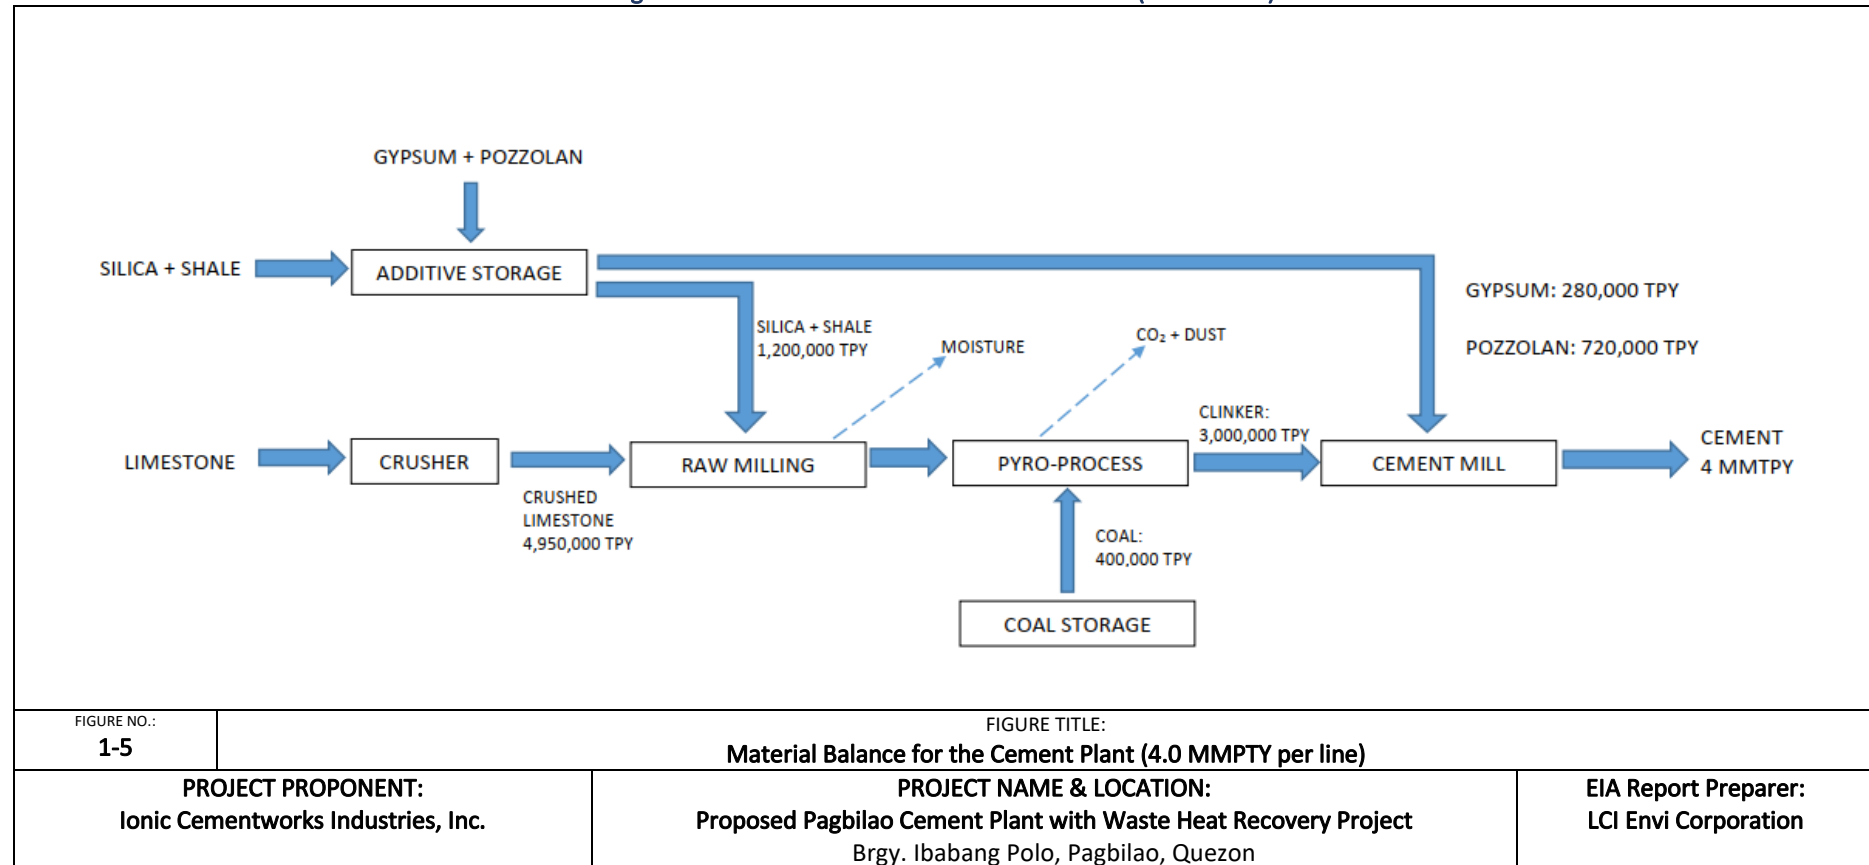 GYPSUM + POZZOLAN
SILICA + SHALE
ADDITIVE STORAGE
GYPSUM: 280,000 TPY
SILICA + SHALE
1,200,000 TPY
MOISTURE
CO₂ + DUST
POZZOLAN: 720,000 TPY
LIMESTONE
CRUSHER
CRUSHED
LIMESTONE
4,950,000 TPY
RAW MILLING
PYRO-PROCESS
CLINKER:
3,000,000 TPY
CEMENT MILL
CEMENT
4 MMTPY
COAL:
400,000 TPY
COAL STORAGE
FIGURE NO.:
1-5
FIGURE TITLE:
Material Balance for the Cement Plant (4.0 MMPTY per line)
PROJECT PROPONENT:
Ionic Cementworks Industries, Inc.
PROJECT NAME & LOCATION:
Proposed Pagbilao Cement Plant with Waste Heat Recovery Project
Brgy. Ibabang Polo, Pagbilao, Quezon
EIA Report Preparer:
LCI Envi Corporation